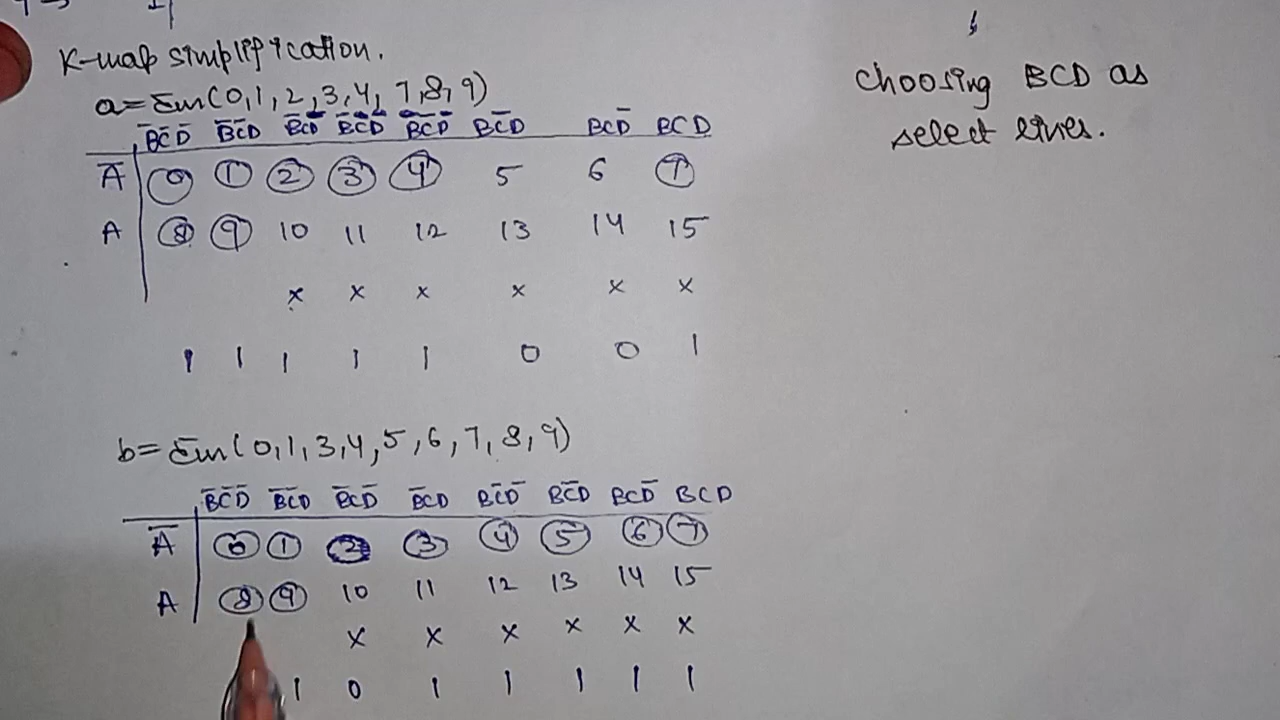 K-map simplification.
a=Σm(0,1,2,3,4,7,8,9)
B̅C̅D̅ B̅C̅D B̅CD̅ B̅CD BC̅D̅ BC̅D BCD̅ BCD
A̅ 0 1 2 3 4 5 6 7
A 8 9 10 11 12 13 14 15
x x x x x x
1 1 1 1 1 0 0 1
b=Σm(0,1,3,4,5,6,7,8,9)
B̅C̅D̅ B̅C̅D B̅CD̅ B̅CD BC̅D̅ BC̅D BCD̅ BCD
A̅ 0 1 2 3 4 5 6 7
A 8 9 10 11 12 13 14 15
x x x x x x
1 0 1 1 1 1 1
Choosing BCD as
select lines.